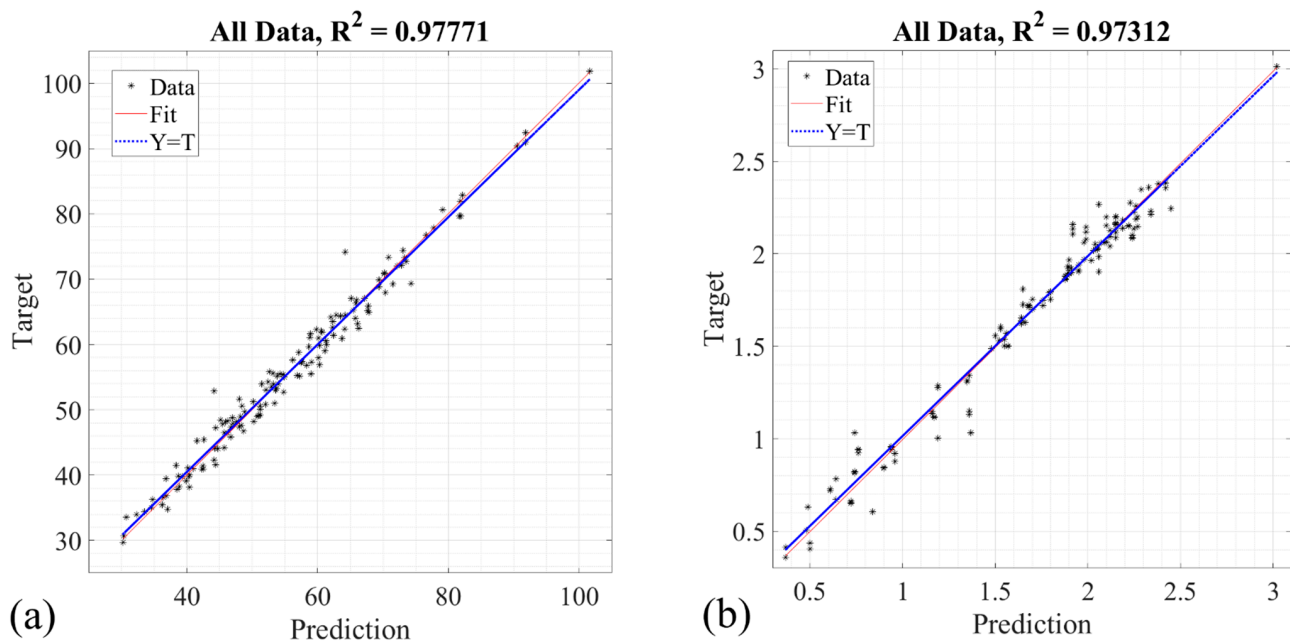 All Data, R² = 0.97771
100
90
80
70
60
50
40
30
Target
Data
Fit
Y=T
40 60 80 100
Prediction
(a)
All Data, R² = 0.97312
3
2.5
2
1.5
1
0.5
Target
Data
Fit
Y=T
0.5 1 1.5 2 2.5 3
Prediction
(b)